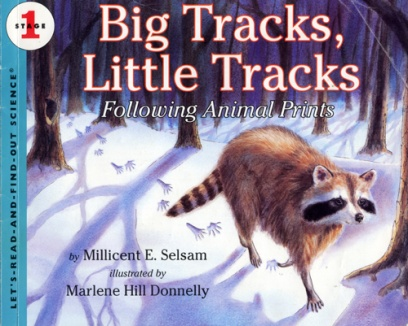 1
STAGE
Big Tracks,
Little Tracks
Following Animal Prints
by Millicent E. Selsam
illustrated by
Marlene Hill Donnelly
LET'S-READ-AND-FIND-OUT SCIENCE®